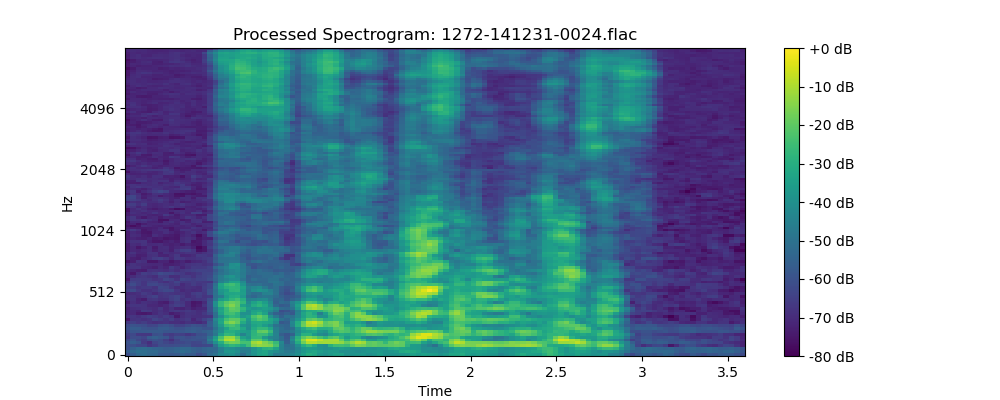 Processed Spectrogram: 1272-141231-0024.flac
Hz
4096
2048
1024
512
0
0
0.5
1
1.5
2
2.5
3
3.5
Time
+0 dB
-10 dB
-20 dB
-30 dB
-40 dB
-50 dB
-60 dB
-70 dB
-80 dB